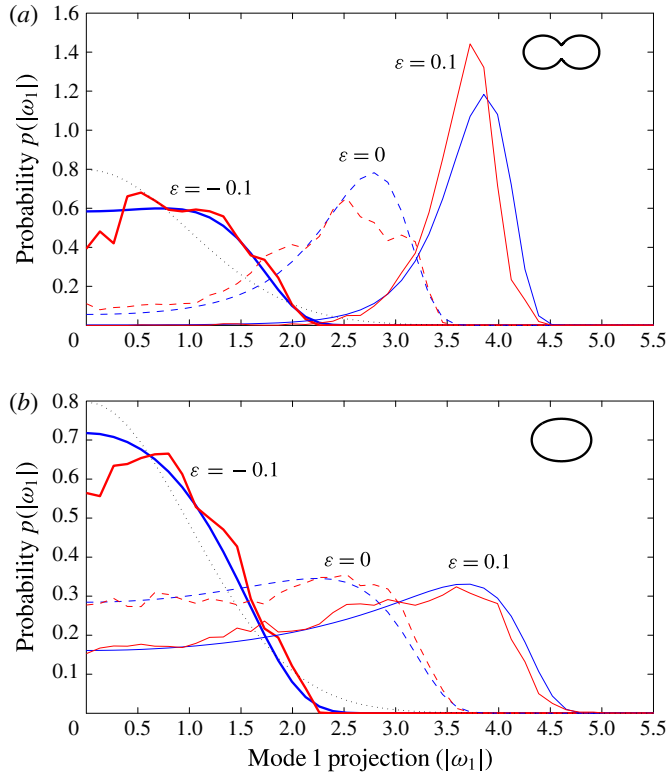 (a)
1.6
1.4
1.2
1.0
0.8
0.6
0.4
0.2
Probability p(|ω₁|)
ε = 0.1
ε = 0
ε = −0.1
0 0.5 1.0 1.5 2.0 2.5 3.0 3.5 4.0 4.5 5.0 5.5
(b)
0.8
0.7
0.6
0.5
0.4
0.3
0.2
0.1
Probability p(|ω₁|)
ε = −0.1
ε = 0
ε = 0.1
0 0.5 1.0 1.5 2.0 2.5 3.0 3.5 4.0 4.5 5.0 5.5
Mode 1 projection (|ω₁|)